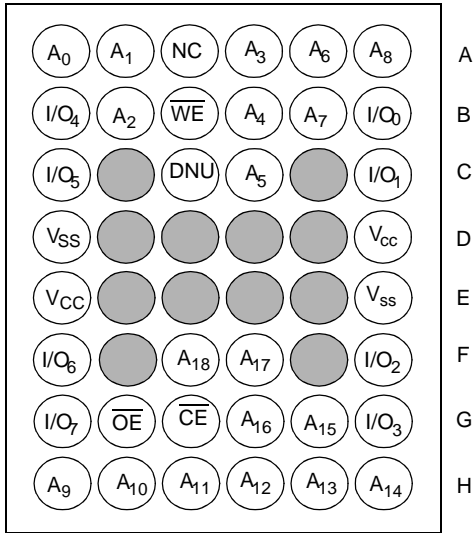 A0 A1 NC A3 A6 A8 A
I/O4 A2 WE A4 A7 I/O0 B
I/O5 DNU A5 I/O1 C
VSS Vcc D
VCC Vss E
I/O6 A18 A17 I/O2 F
I/O7 OE CE A16 A15 I/O3 G
A9 A10 A11 A12 A13 A14 H